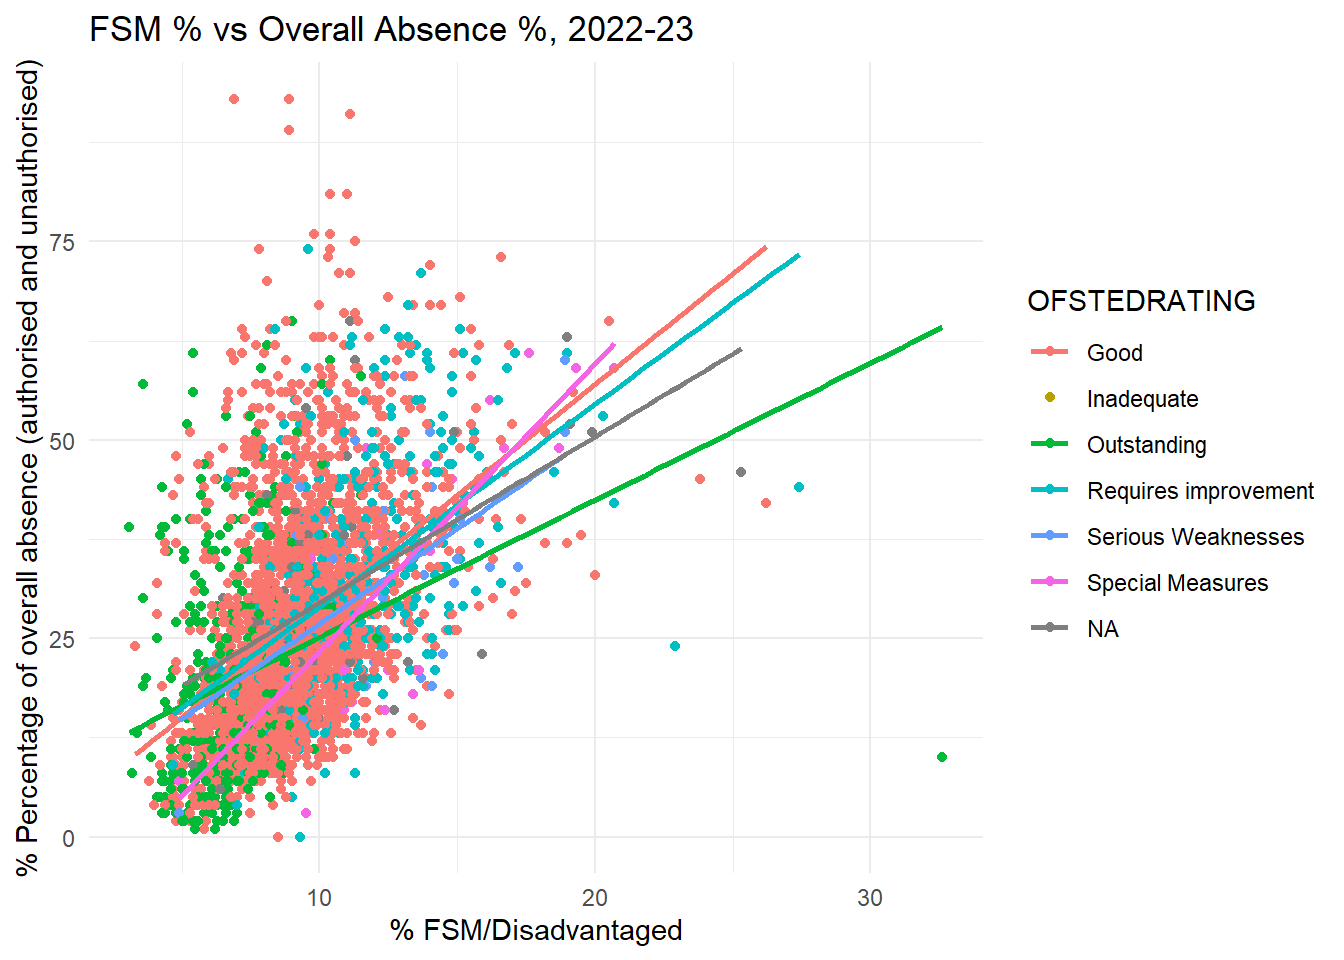 FSM % vs Overall Absence %, 2022-23
% Percentage of overall absence (authorised and unauthorised)
75
50
25
0
10
20
30
% FSM/Disadvantaged
OFSTEDRATING
Good
Inadequate
Outstanding
Requires improvement
Serious Weaknesses
Special Measures
NA